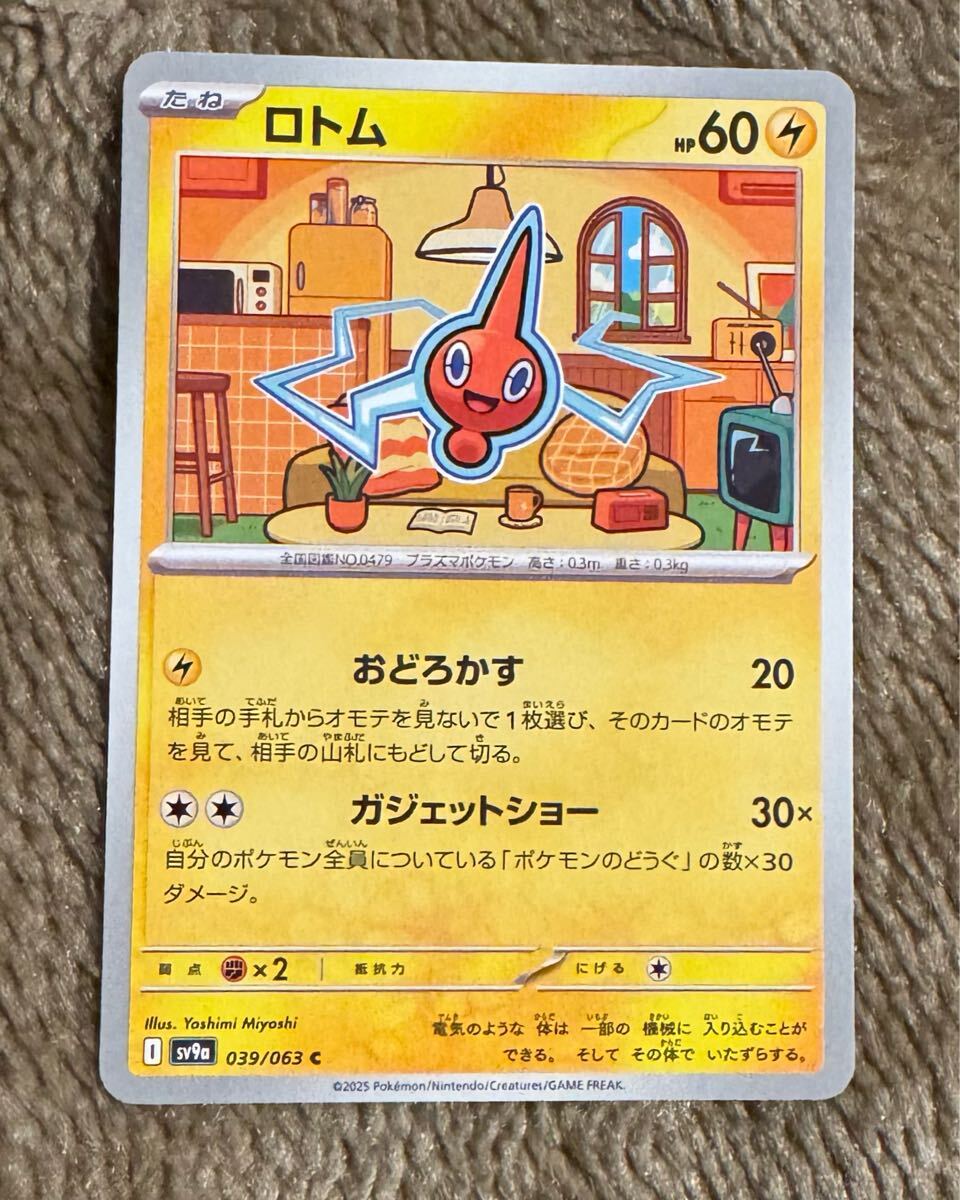 たね
ロトム
HP60
全国図鑑NO.0479 プラズマポケモン 高さ:0.3m 重さ:0.3kg
おどろかす 20
相手の手札からオモテを見ないで1枚選び、そのカードのオモテ
を見て、相手の山札にもどして切る。
ガジェットショー 30×
自分のポケモン全員についている「ポケモンのどうぐ」の数×30
ダメージ。
弱点 ×2 抵抗力 にげる
Illus. Yoshimi Miyoshi
電気のような 体は 一部の 機械に 入り込むことが
できる。 そして その体で いたずらする。
I sv9a 039/063 C
©2025 Pokémon/Nintendo/Creatures/GAME FREAK.